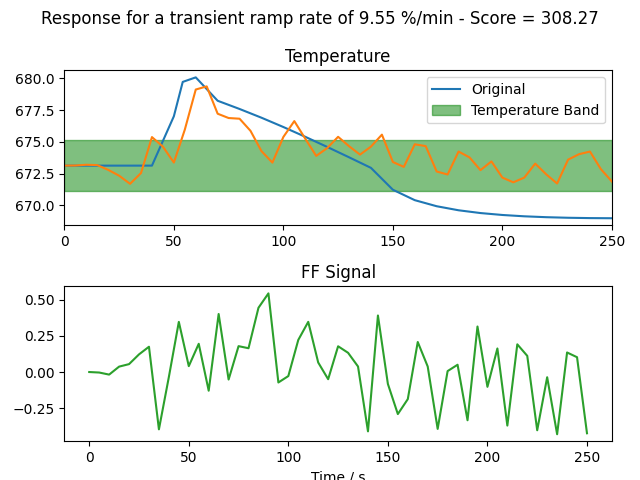 Response for a transient ramp rate of 9.55 %/min - Score = 308.27
Temperature
680.0
677.5
675.0
672.5
670.0
Original
Temperature Band
0 50 100 150 200 250
FF Signal
0.50
0.25
0.00
−0.25
0 50 100 150 200 250
Time / s